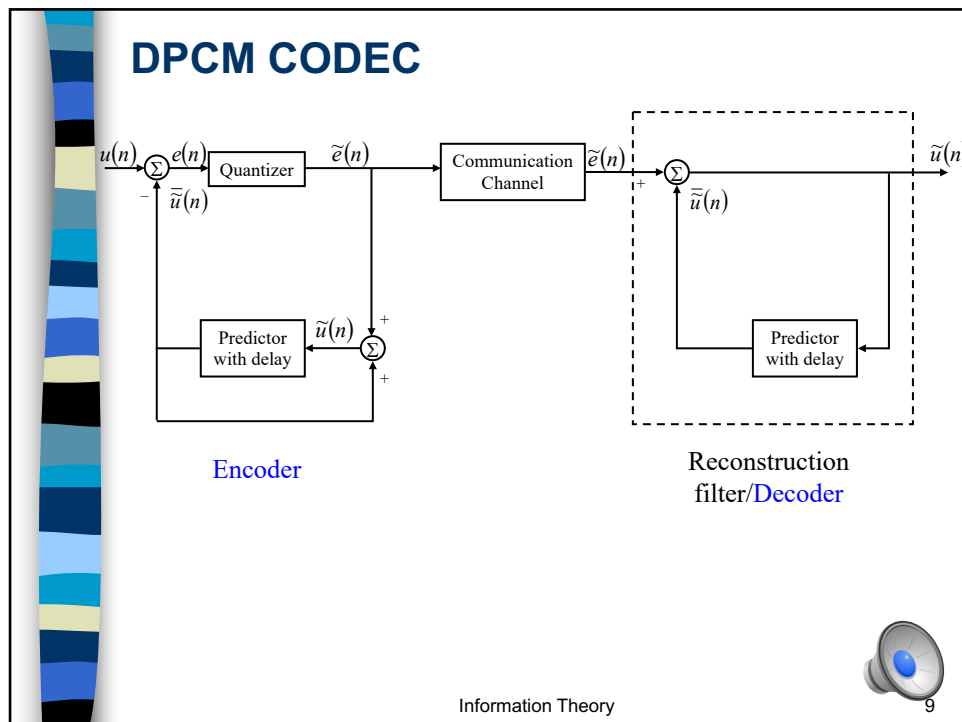 DPCM CODEC
u(n)
Σ
e(n)
Quantizer
ẽ(n)
Communication
Channel
ẽ(n)
+
Σ
ũ(n)
−
ũ̄(n)
ũ̄(n)
Predictor
with delay
ũ(n)
+
Σ
+
Predictor
with delay
Encoder
Reconstruction
filter/Decoder
Information Theory
9